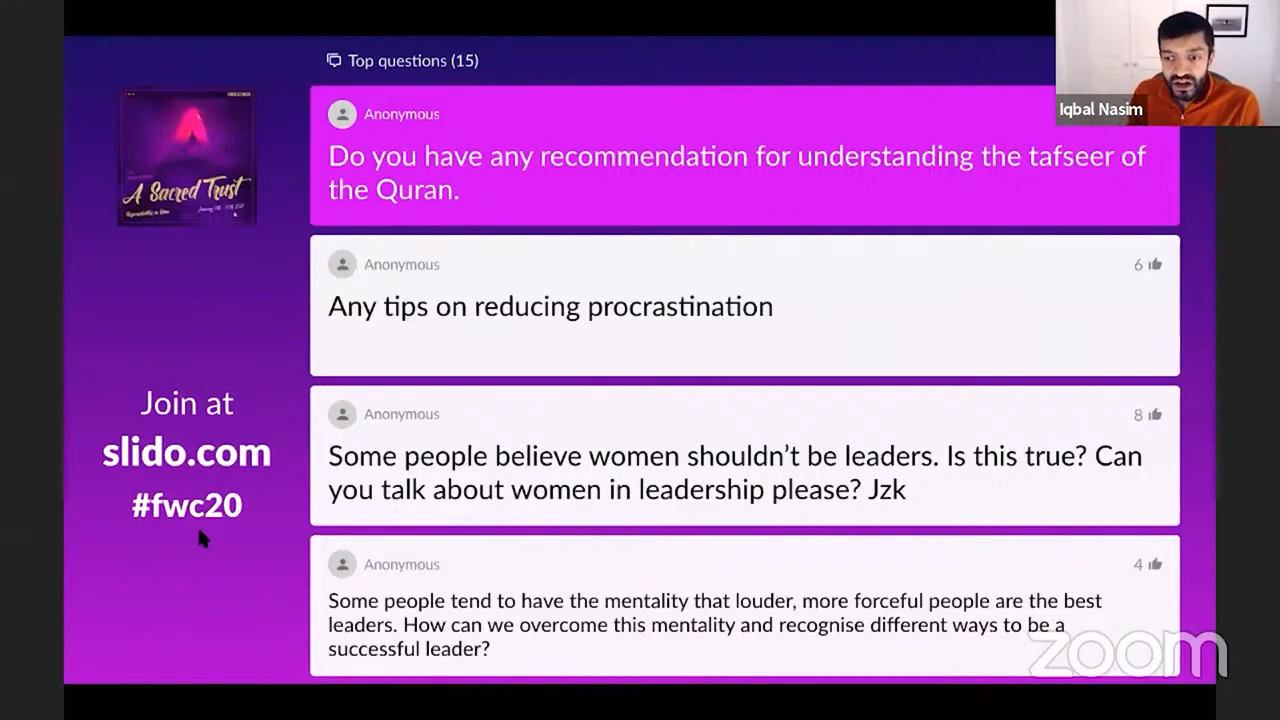 Top questions (15)
Anonymous
Do you have any recommendation for understanding the tafseer of
the Quran.
Iqbal Nasim
A Sacred Trust
Anonymous
6
Any tips on reducing procrastination
Join at
slido.com
#fwc20
Anonymous
8
Some people believe women shouldn't be leaders. Is this true? Can
you talk about women in leadership please? Jzk
Anonymous
4
Some people tend to have the mentality that louder, more forceful people are the best
leaders. How can we overcome this mentality and recognise different ways to be a
successful leader?
zoom